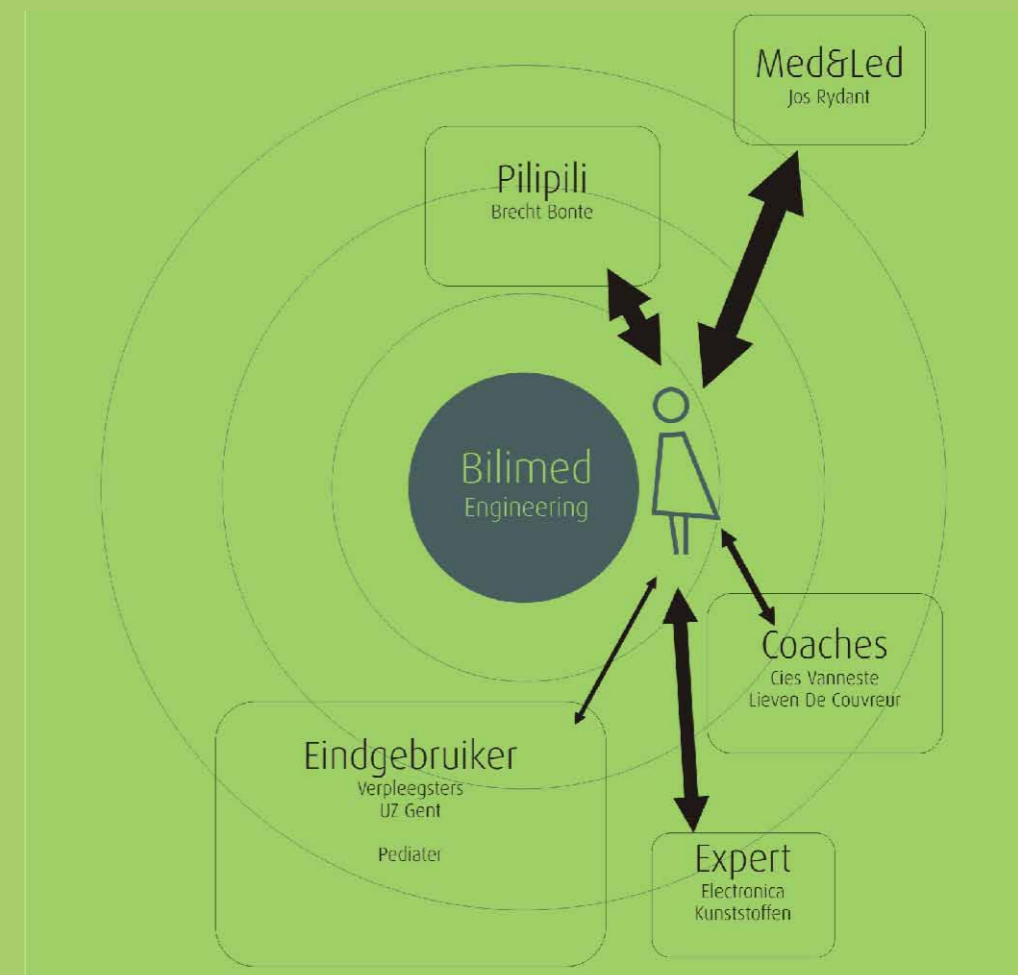 Med&Led
Jos Rydant
Pilipili
Brecht Bonte
Bilimed
Engineering
Coaches
Cies Vanneste
Lieven De Couvreur
Eindgebruiker
Verpleegsters
UZ Gent
Pediater
Expert
Electronica
Kunststoffen